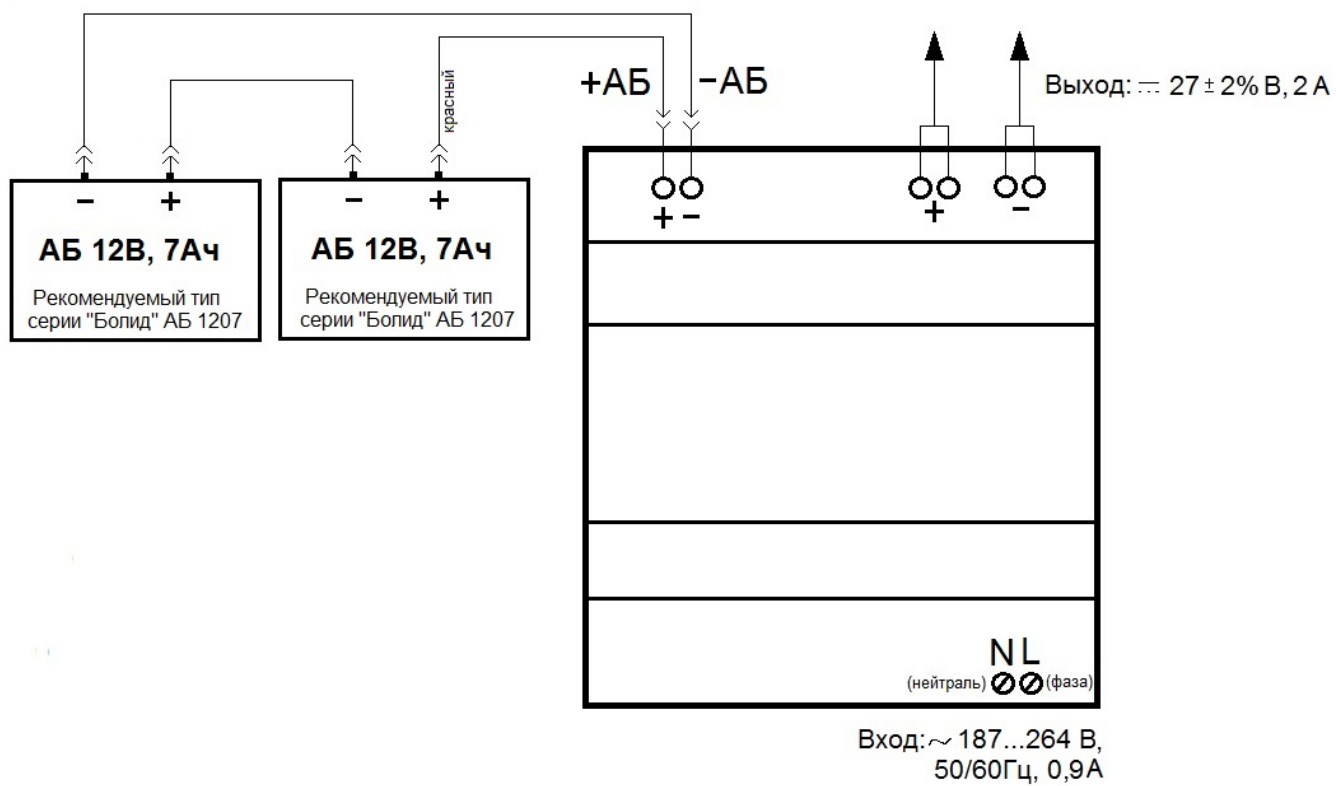 +АБ −АБ
Выход: ⎓ 27 ± 2% В, 2 А
красный
− +
АБ 12В, 7Ач
Рекомендуемый тип
серии "Болид" АБ 1207
− +
АБ 12В, 7Ач
Рекомендуемый тип
серии "Болид" АБ 1207
+ −
+ −
N L
(нейтраль) (фаза)
Вход: ~ 187...264 В,
50/60Гц, 0,9А